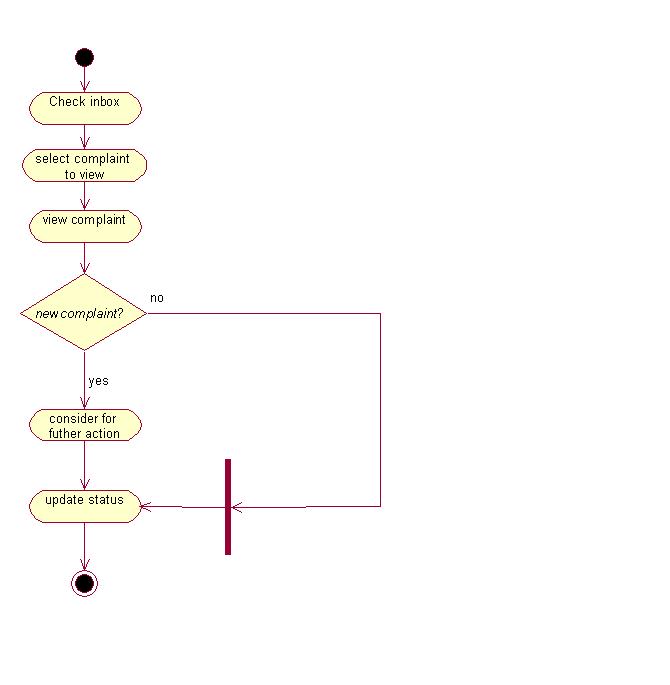 Check inbox
select complaint
to view
view complaint
no
new complaint?
yes
consider for
futher action
update status